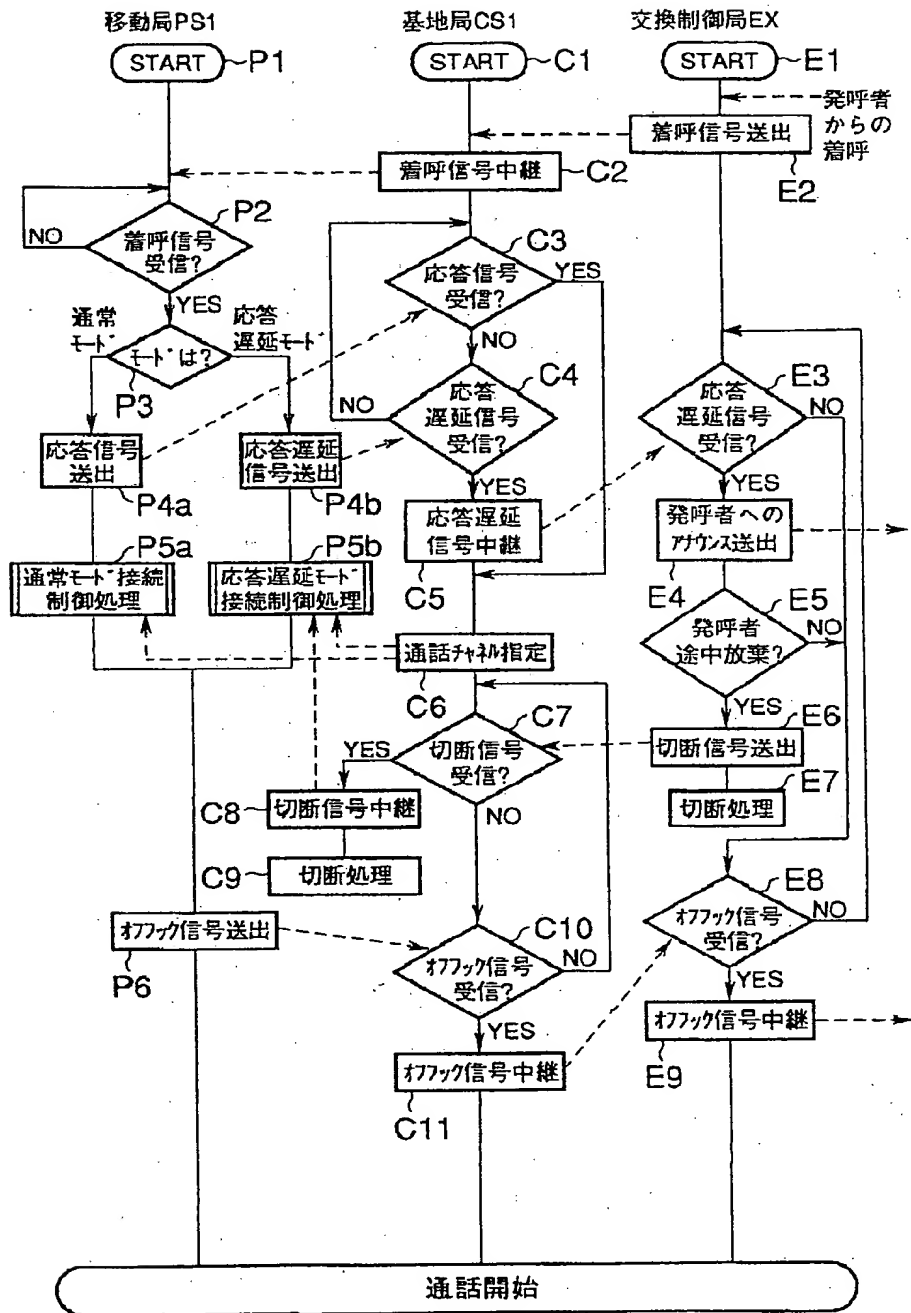 移動局PS1
基地局CS1
交換制御局EX
START
P1
START
C1
START
E1
発呼者
からの
着呼
着呼信号送出
E2
着呼信号中継
C2
P2
着呼信号
受信?
NO
YES
C3
応答信号
受信?
YES
NO
通常
モード
応答
遅延モード
モードは?
P3
C4
応答
遅延信号
受信?
NO
YES
E3
応答
遅延信号
受信?
NO
YES
応答信号
送出
P4a
応答遅延
信号送出
P4b
応答遅延
信号中継
C5
発呼者への
アナウンス送出
E4
P5a
通常モード接続
制御処理
P5b
応答遅延モード
接続制御処理
E5
発呼者
途中放棄?
NO
YES
通話チャネル指定
C6
C7
切断信号
受信?
YES
NO
E6
切断信号送出
E7
切断処理
C8
切断信号中継
C9
切断処理
E8
オフフック信号
受信?
NO
YES
オフフック信号送出
P6
C10
オフフック信号
受信?
NO
YES
オフフック信号中継
E9
オフフック信号中継
C11
通話開始